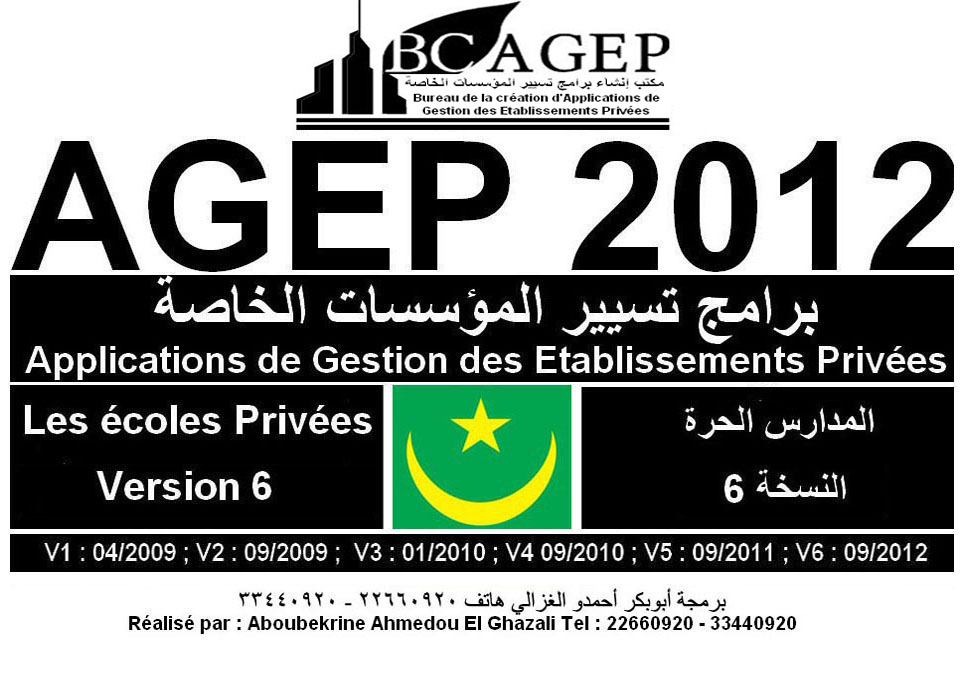 BC AGEP
مكتب إنشاء برامج تسيير المؤسسات الخاصة
Bureau de la création d'Applications de
Gestion des Etablissements Privées
AGEP 2012
برامج تسيير المؤسسات الخاصة
Applications de Gestion des Etablissements Privées
Les écoles Privées
Version 6
المدارس الحرة
النسخة 6
V1 : 04/2009 ; V2 : 09/2009 ; V3 : 01/2010 ; V4 09/2010 ; V5 : 09/2011 ; V6 : 09/2012
برمجة أبوبكر أحمدو الغزالي هاتف ٢٢٦٦٠٩٢٠ - ٣٣٤٤٠٩٢٠
Réalisé par : Aboubekrine Ahmedou El Ghazali Tel : 22660920 - 33440920